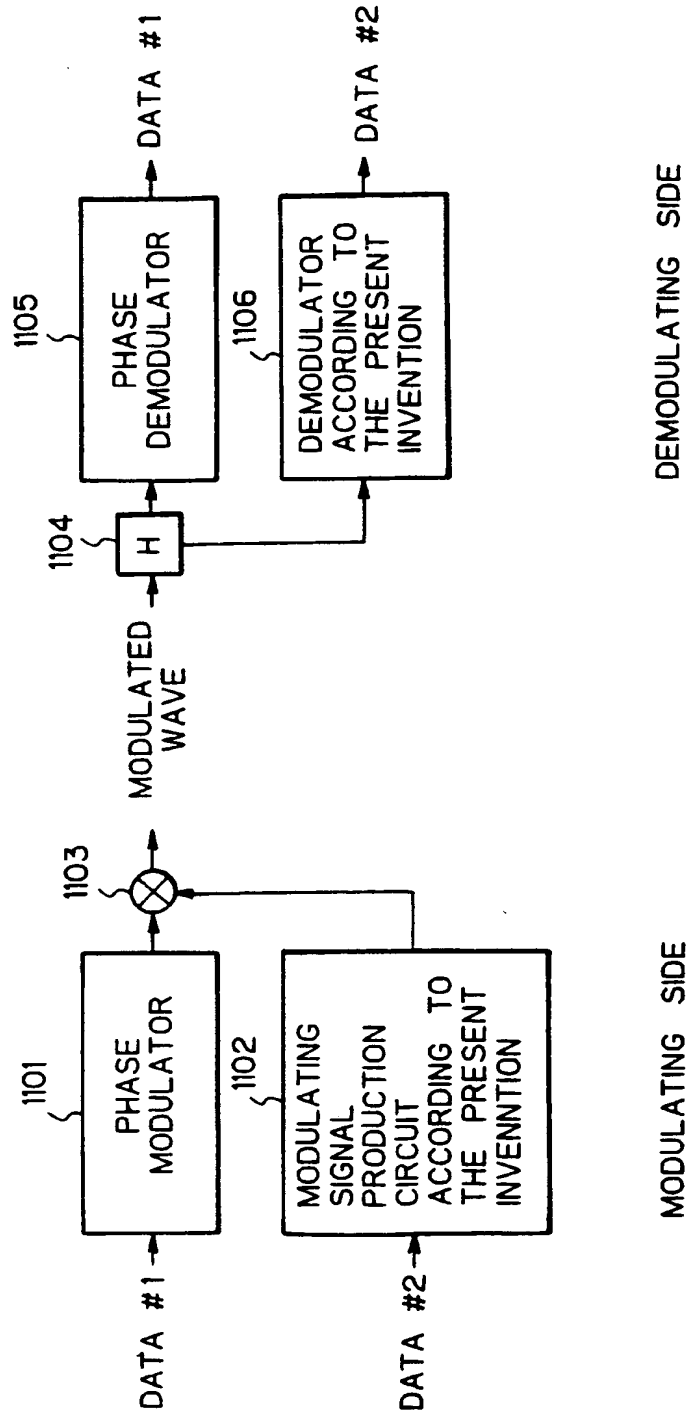 DATA #1
1101
PHASE
MODULATOR
DATA #2
1102
MODULATING
SIGNAL
PRODUCTION
CIRCUIT
ACCORDING TO
THE PRESENT
INVENNTION
1103
MODULATED
WAVE
1104
H
1105
PHASE
DEMODULATOR
DATA #1
1106
DEMODULATOR
ACCORDING TO
THE PRESENT
INVENTION
DATA #2
MODULATING SIDE
DEMODULATING SIDE